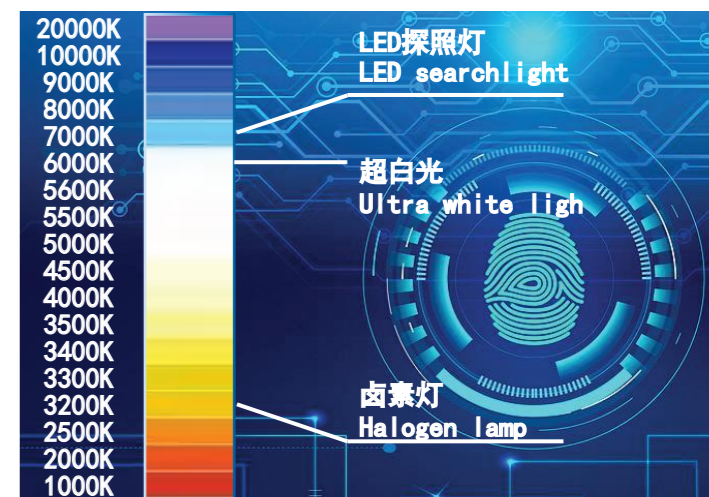 20000K
10000K
9000K
8000K
7000K
6000K
5600K
5500K
5000K
4500K
4000K
3500K
3400K
3300K
3200K
2500K
2000K
1000K
LED探照灯
LED searchlight
超白光
Ultra white ligh
卤素灯
Halogen lamp